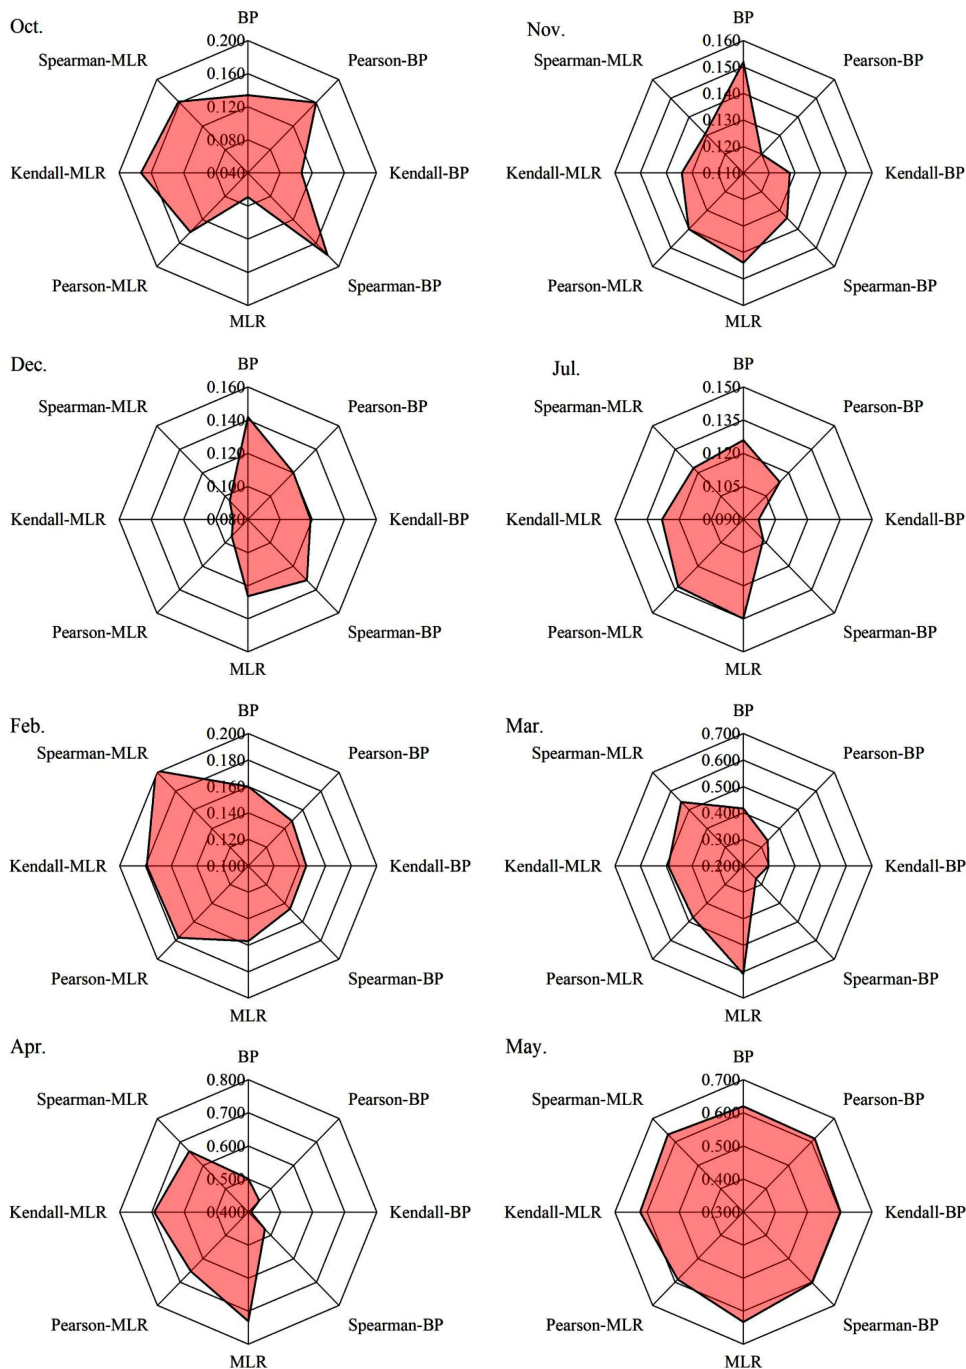 Oct.
BP
0.200
0.160
0.120
0.080
0.040
Pearson-BP
Kendall-BP
Spearman-BP
MLR
Pearson-MLR
Kendall-MLR
Spearman-MLR
Nov.
BP
0.160
0.150
0.140
0.130
0.120
0.110
Pearson-BP
Kendall-BP
Spearman-BP
MLR
Pearson-MLR
Kendall-MLR
Spearman-MLR
Dec.
BP
0.160
0.140
0.120
0.100
0.080
Pearson-BP
Kendall-BP
Spearman-BP
MLR
Pearson-MLR
Kendall-MLR
Spearman-MLR
Jul.
BP
0.150
0.135
0.120
0.105
0.090
Pearson-BP
Kendall-BP
Spearman-BP
MLR
Pearson-MLR
Kendall-MLR
Spearman-MLR
Feb.
BP
0.200
0.180
0.160
0.140
0.120
0.100
Pearson-BP
Kendall-BP
Spearman-BP
MLR
Pearson-MLR
Kendall-MLR
Spearman-MLR
Mar.
BP
0.700
0.600
0.500
0.400
0.300
0.200
Pearson-BP
Kendall-BP
Spearman-BP
MLR
Pearson-MLR
Kendall-MLR
Spearman-MLR
Apr.
BP
0.800
0.700
0.600
0.500
0.400
Pearson-BP
Kendall-BP
Spearman-BP
MLR
Pearson-MLR
Kendall-MLR
Spearman-MLR
May.
BP
0.700
0.600
0.500
0.400
0.300
Pearson-BP
Kendall-BP
Spearman-BP
MLR
Pearson-MLR
Kendall-MLR
Spearman-MLR